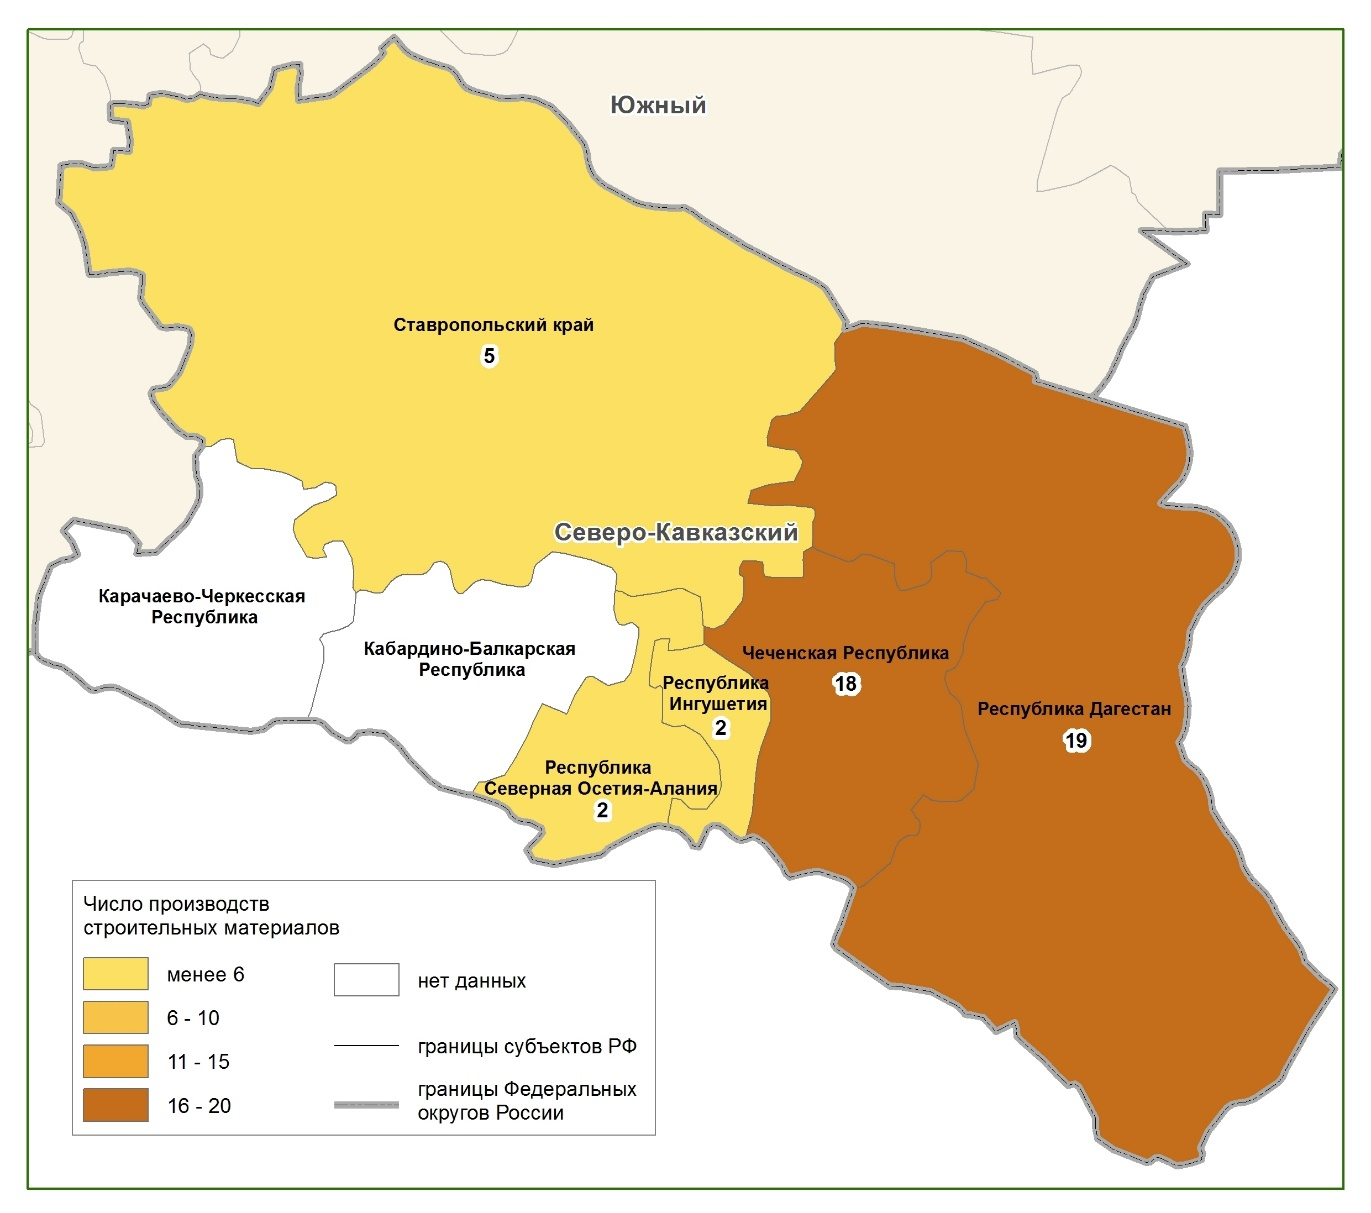 Южный
Ставропольский край
5
Северо-Кавказский
Карачаево-Черкесская
Республика
Кабардино-Балкарская
Республика
Чеченская Республика
18
Республика
Ингушетия
2
Республика Дагестан
19
Республика
Северная Осетия-Алания
2
Число производств
строительных материалов
менее 6
6 - 10
11 - 15
16 - 20
нет данных
границы субъектов РФ
границы Федеральных
округов России